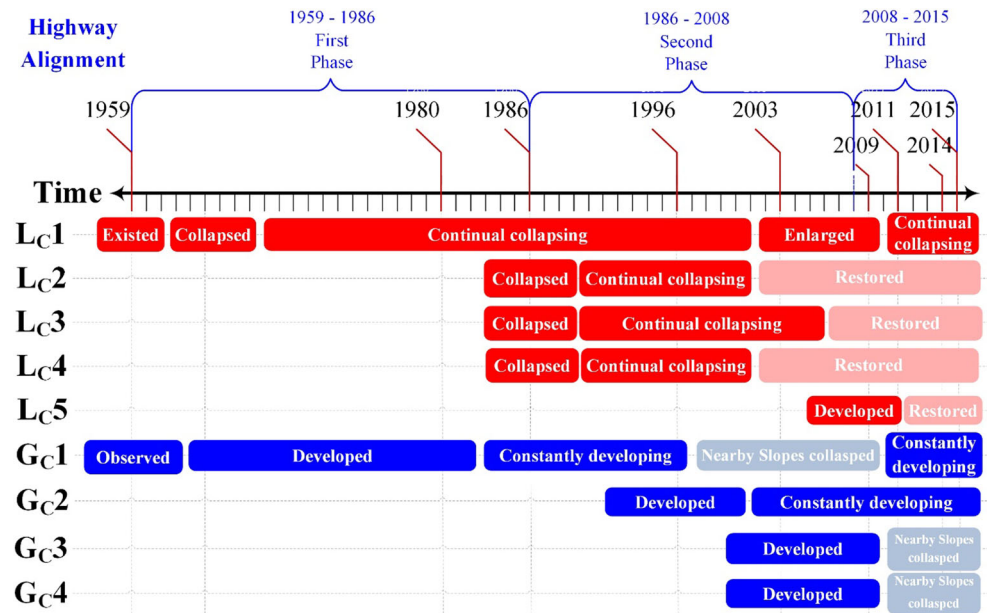 Highway
Alignment
1959 - 1986
First
Phase
1986 - 2008
Second
Phase
2008 - 2015
Third
Phase
1959
1980
1986
1996
2003
2009
2011
2014
2015
Time
LC1 Existed Collapsed Continual collapsing Enlarged Continual
collapsing
LC2 Collapsed Continual collapsing Restored
LC3 Collapsed Continual collapsing Restored
LC4 Collapsed Continual collapsing Restored
LC5 Developed Restored
GC1 Observed Developed Constantly developing Nearby Slopes collasped Constantly
developing
GC2 Developed Constantly developing
GC3 Developed Nearby Slopes
collasped
GC4 Developed Nearby Slopes
collasped